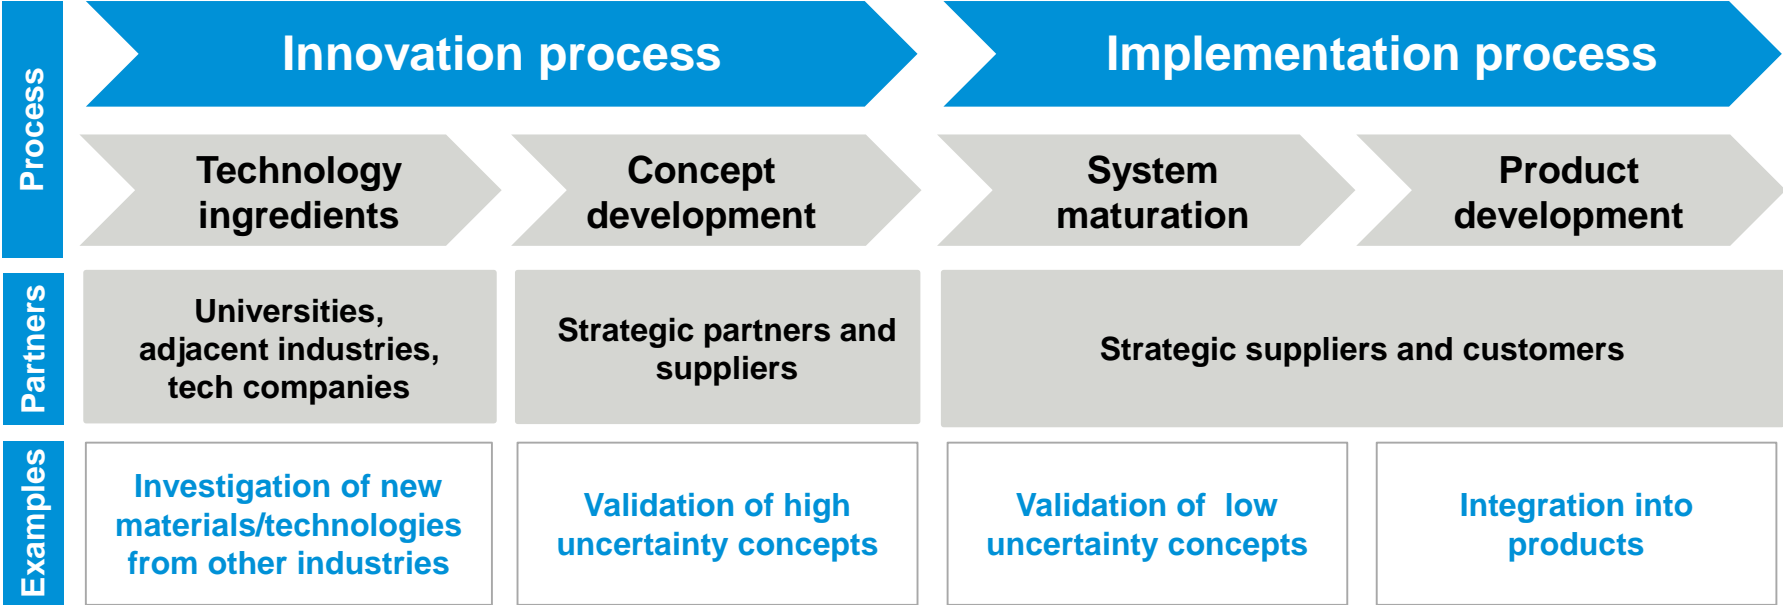 Process
Innovation process
Implementation process
Technology
ingredients
Concept
development
System
maturation
Product
development
Partners
Universities,
adjacent industries,
tech companies
Strategic partners and
suppliers
Strategic suppliers and customers
Examples
Investigation of new
materials/technologies
from other industries
Validation of high
uncertainty concepts
Validation of  low
uncertainty concepts
Integration into
products